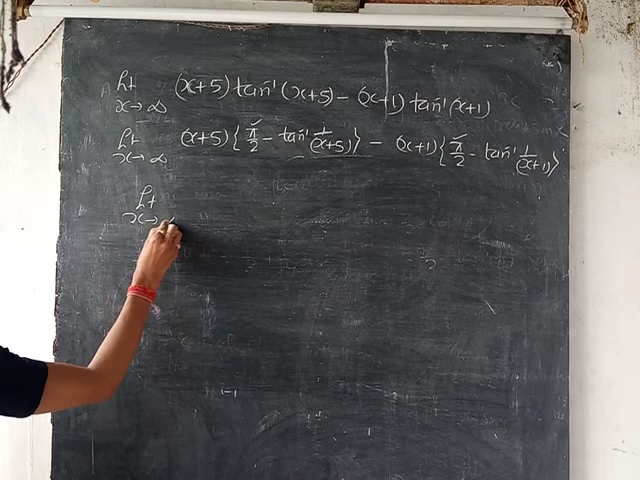 Lt x→∞ (x+5) tan⁻¹ (x+5) − (x+1) tan⁻¹ (x+1)
Lt x→∞ (x+5) {π/2 − tan⁻¹ 1/(x+5)} − (x+1) {π/2 − tan⁻¹ 1/(x+1)}
Lt x→